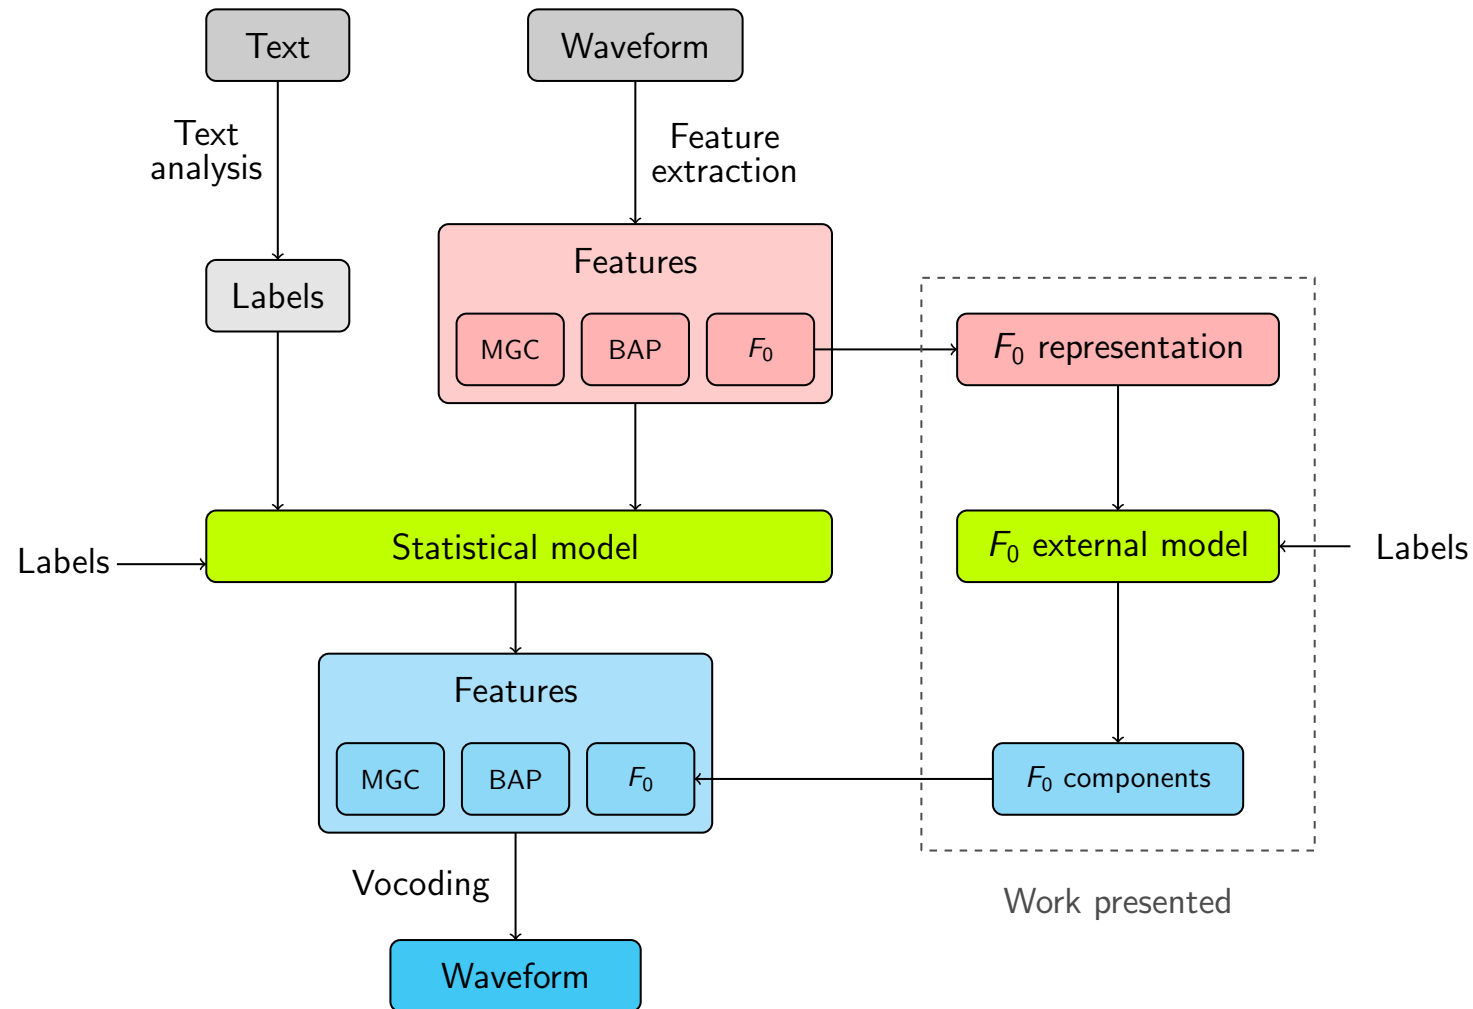 Text
Waveform
Text
analysis
Feature
extraction
Features
Labels
MGC
BAP
F₀
F₀ representation
Statistical model
F₀ external model
Labels
Labels
Features
MGC
BAP
F₀
F₀ components
Vocoding
Work presented
Waveform